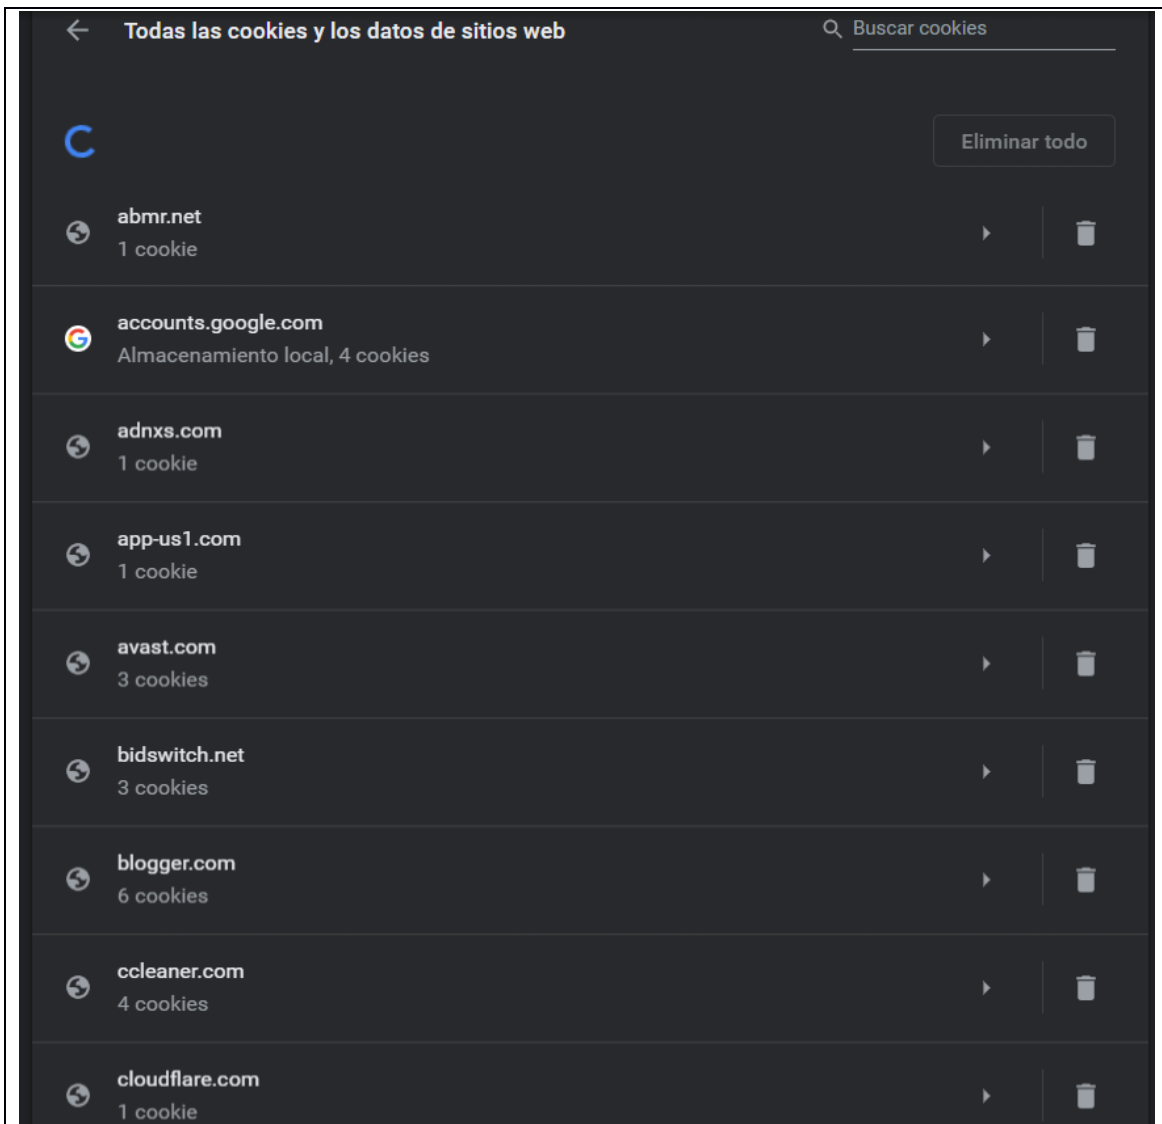 Todas las cookies y los datos de sitios web
Buscar cookies
Eliminar todo
abmr.net
1 cookie
accounts.google.com
Almacenamiento local, 4 cookies
adnxs.com
1 cookie
app-us1.com
1 cookie
avast.com
3 cookies
bidswitch.net
3 cookies
blogger.com
6 cookies
ccleaner.com
4 cookies
cloudflare.com
1 cookie